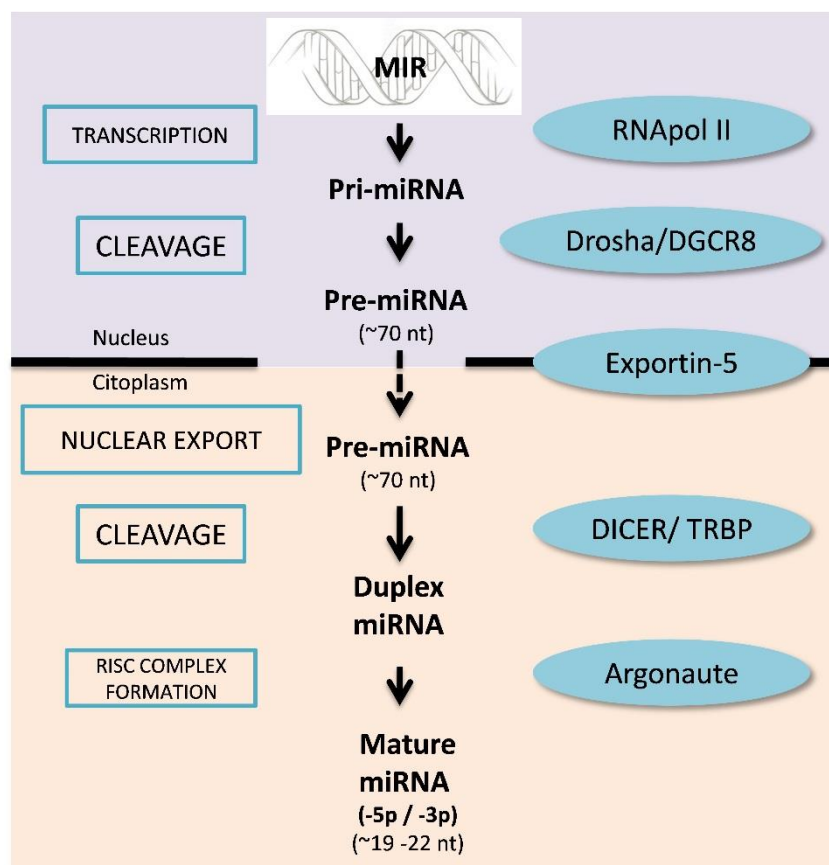 MIR
TRANSCRIPTION
RNApol II
Pri-miRNA
CLEAVAGE
Drosha/DGCR8
Pre-miRNA
(~70 nt)
Nucleus
Exportin-5
Citoplasm
NUCLEAR EXPORT
Pre-miRNA
(~70 nt)
CLEAVAGE
DICER/ TRBP
Duplex
miRNA
RISC COMPLEX
FORMATION
Argonaute
Mature
miRNA
(-5p / -3p)
(~19 -22 nt)